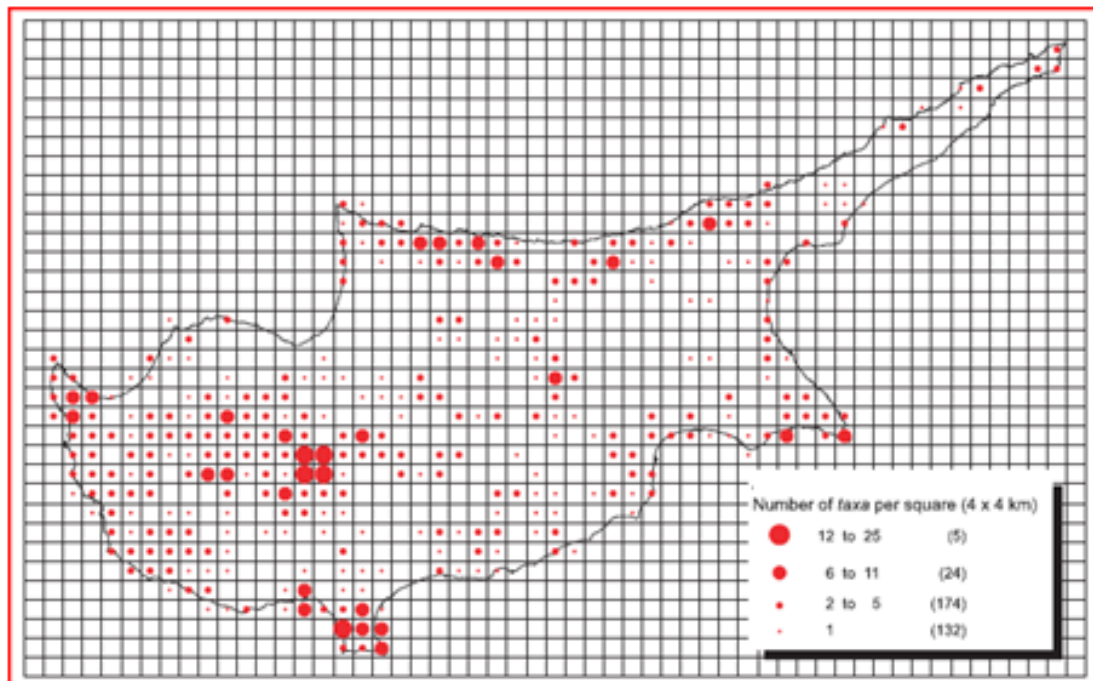 Number of taxa per square (4 x 4 km)
12 to 25 (5)
6 to 11 (24)
2 to 5 (174)
1 (132)